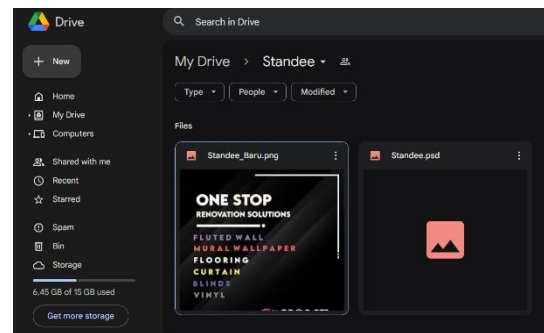 Drive
Search in Drive
New
My Drive > Standee
Type
People
Modified
Home
My Drive
Computers
Shared with me
Recent
Starred
Spam
Bin
Storage
6.45 GB of 15 GB used
Get more storage
Files
Standee_Baru.png
ONE STOP
RENOVATION SOLUTIONS
FLUTED WALL
MURAL WALLPAPER
FLOORING
CURTAIN
BLINDS
VINYL
Standee.psd